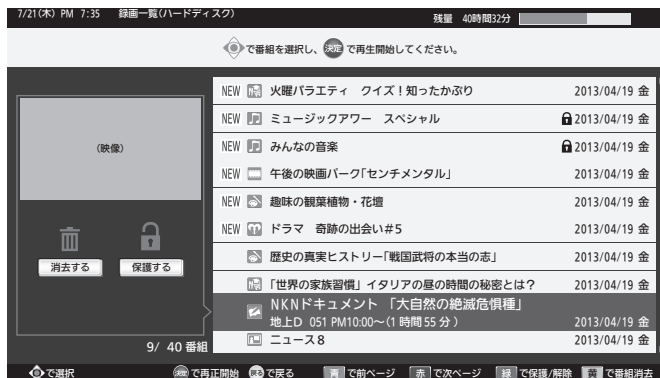 7/21(木) PM 7:35 録画一覧(ハードディスク) 残量 40時間32分
で番組を選択し、決定 で再生開始してください。
NEW 火曜バラエティ クイズ!知ったかぶり 2013/04/19 金
NEW ミュージックアワー スペシャル 2013/04/19 金
(映像)
NEW みんなの音楽 2013/04/19 金
NEW 午後の映画パーク「センチメンタル」 2013/04/19 金
NEW 趣味の観葉植物・花壇 2013/04/19 金
NEW ドラマ 奇跡の出会い#5 2013/04/19 金
歴史の真実ヒストリー「戦国武将の本当の志」 2013/04/19 金
消去する 保護する
「世界の家族習慣」イタリアの昼の時間の秘密とは? 2013/04/19 金
NKNドキュメント 「大自然の絶滅危惧種」
地上D 051 PM10:00~(1 時間 55 分 ) 2013/04/19 金
ニュース8 2013/04/19 金
9/ 40 番組
で選択 決定 で再正開始 戻る で戻る 青 で前ページ 赤 で次ページ 緑 で保護/解除 黄 で番組消去